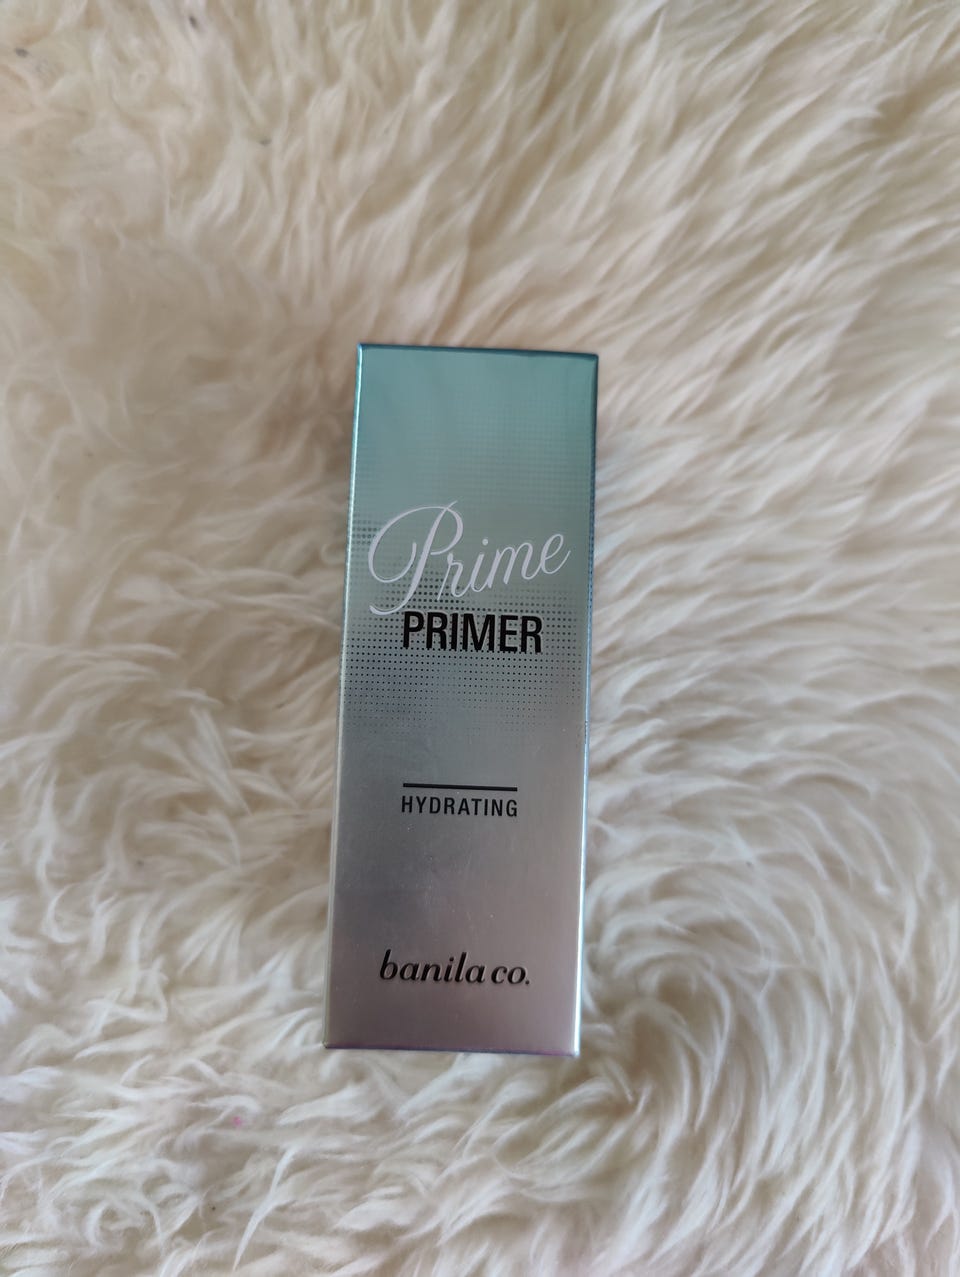 Prime
PRIMER
HYDRATING
banila co.